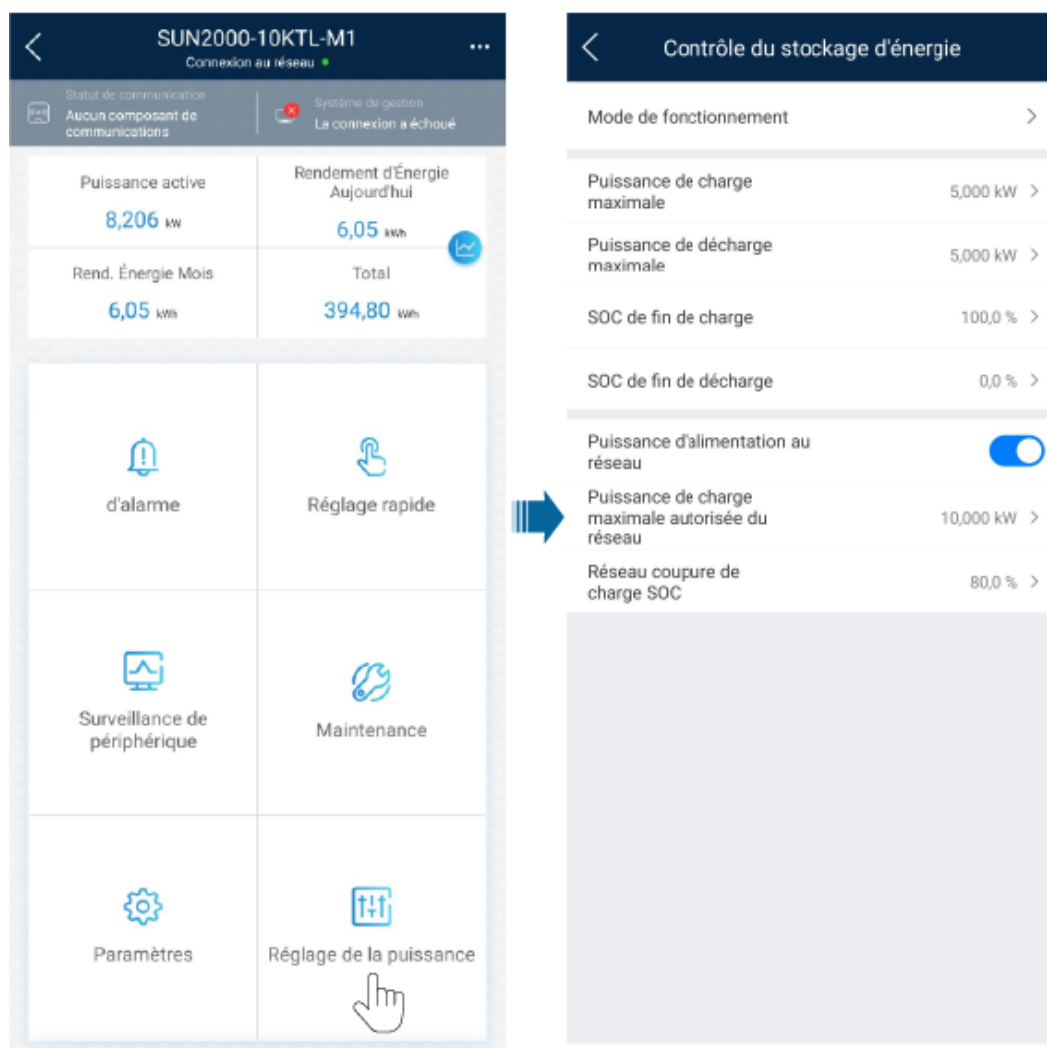 SUN2000-10KTL-M1
Connexion au réseau
Statut de communication
Aucun composant de
communications
Système de gestion
La connexion a échoué
Puissance active
8,206 kW
Rendement d'Énergie
Aujourd'hui
6,05 kWh
Rend. Énergie Mois
6,05 kWh
Total
394,80 kWh
d'alarme
Réglage rapide
Surveillance de
périphérique
Maintenance
Paramètres
Réglage de la puissance
Contrôle du stockage d'énergie
Mode de fonctionnement
Puissance de charge
maximale
5,000 kW
Puissance de décharge
maximale
5,000 kW
SOC de fin de charge
100,0 %
SOC de fin de décharge
0,0 %
Puissance d'alimentation au
réseau
Puissance de charge
maximale autorisée du
réseau
10,000 kW
Réseau coupure de
charge SOC
80,0 %